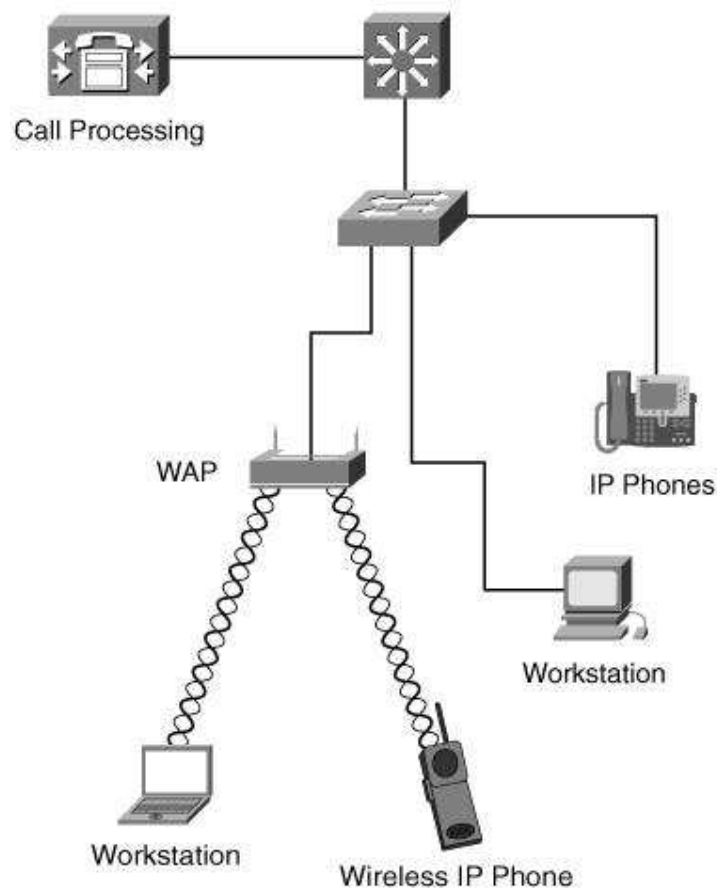 Call Processing
WAP
IP Phones
Workstation
Workstation
Wireless IP Phone